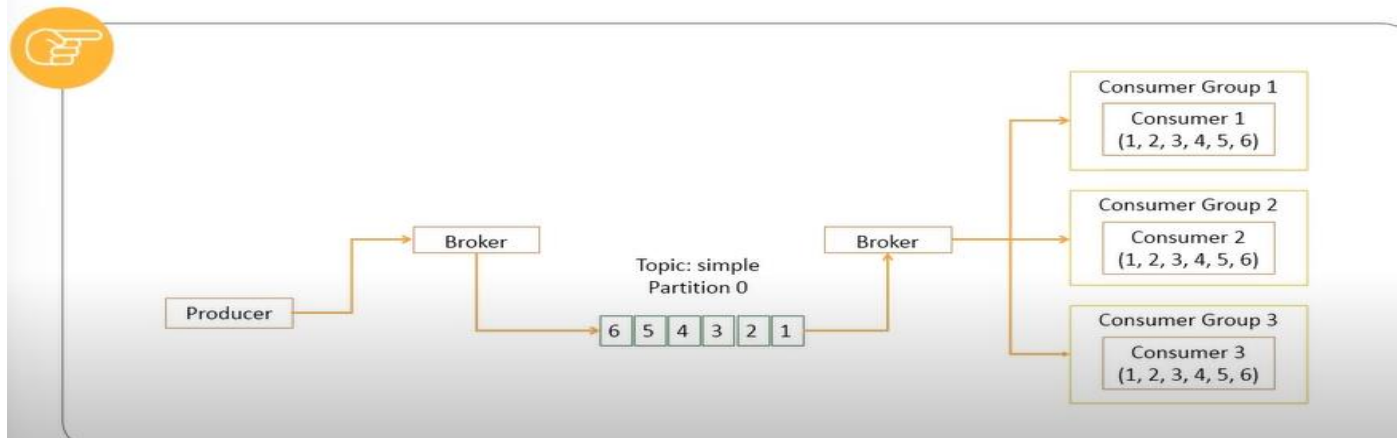 Producer
Broker
Topic: simple
Partition 0
6 5 4 3 2 1
Broker
Consumer Group 1
Consumer 1
(1, 2, 3, 4, 5, 6)
Consumer Group 2
Consumer 2
(1, 2, 3, 4, 5, 6)
Consumer Group 3
Consumer 3
(1, 2, 3, 4, 5, 6)